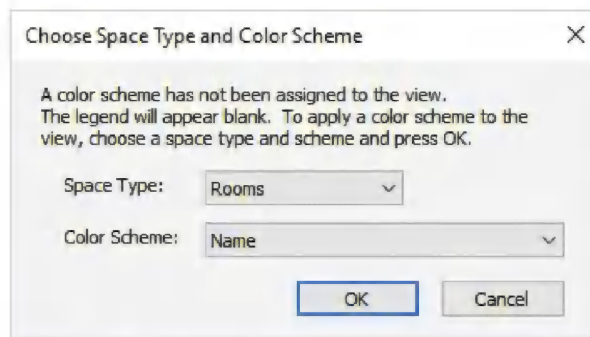 Choose Space Type and Color Scheme
A color scheme has not been assigned to the view.
The legend will appear blank. To apply a color scheme to the
view, choose a space type and scheme and press OK.
Space Type: Rooms
Color Scheme: Name
OK Cancel